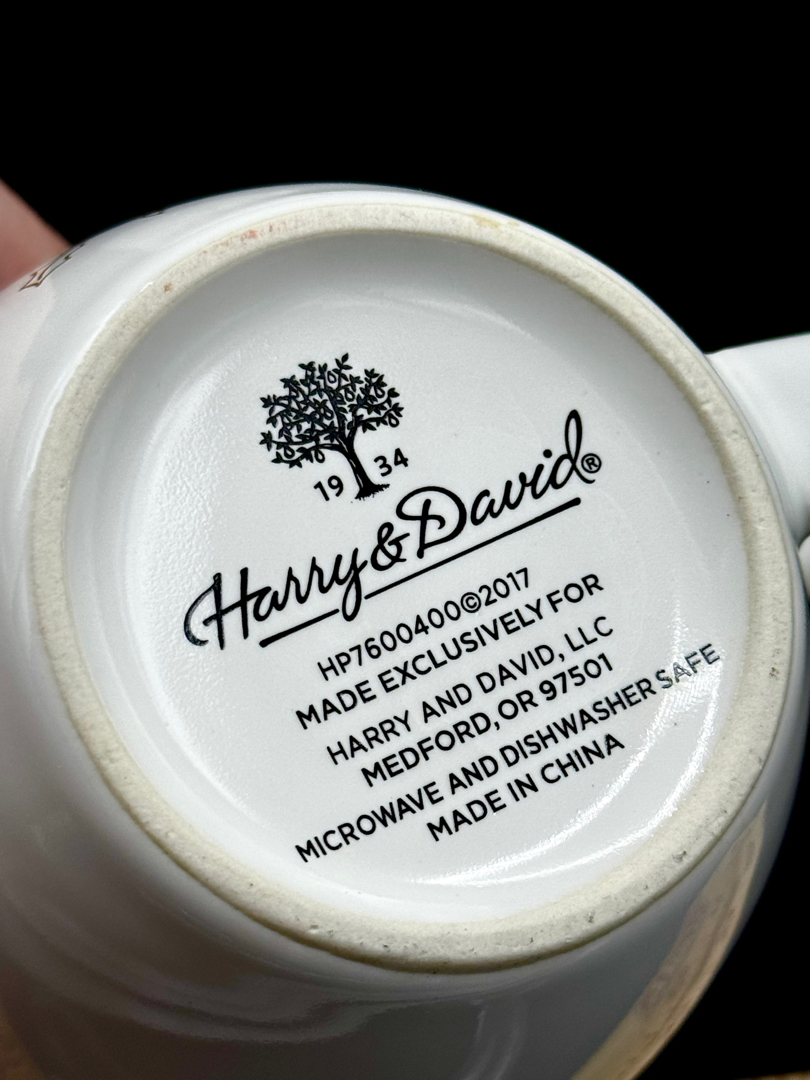 19 34
Harry & David®
HP7600400©2017
MADE EXCLUSIVELY FOR
HARRY AND DAVID, LLC
MEDFORD, OR 97501
MICROWAVE AND DISHWASHER SAFE
MADE IN CHINA